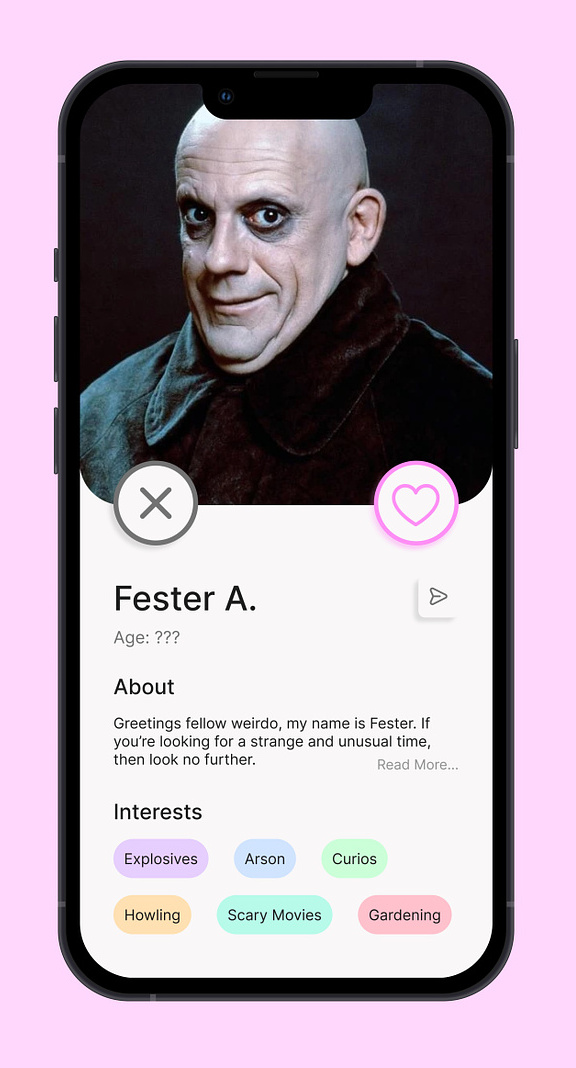 Fester A.
Age: ???
About
Greetings fellow weirdo, my name is Fester. If
you’re looking for a strange and unusual time,
then look no further.
Read More...
Interests
Explosives Arson Curios
Howling Scary Movies Gardening